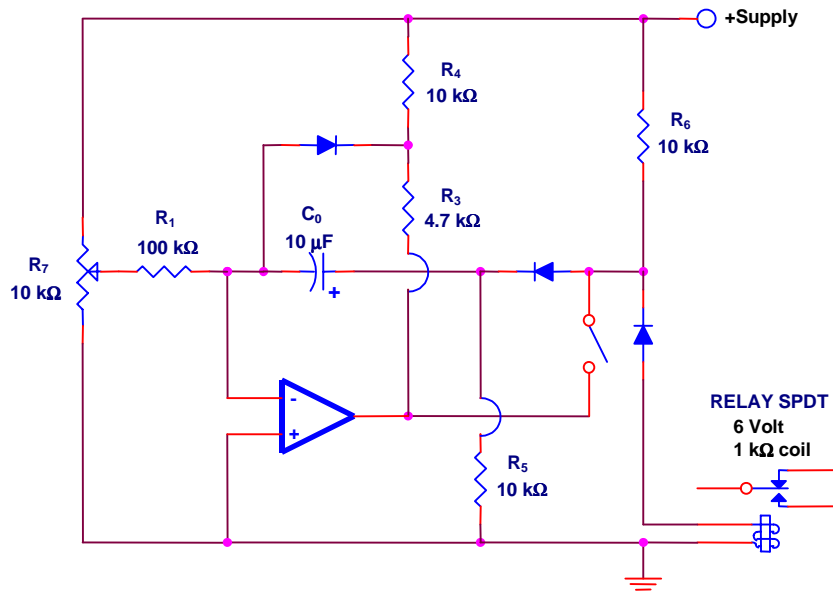 +Supply
R4
10 kΩ
R6
10 kΩ
R3
4.7 kΩ
C0
10 µF
+
R1
100 kΩ
R7
10 kΩ
-
+
R5
10 kΩ
RELAY SPDT
6 Volt
1 kΩ coil